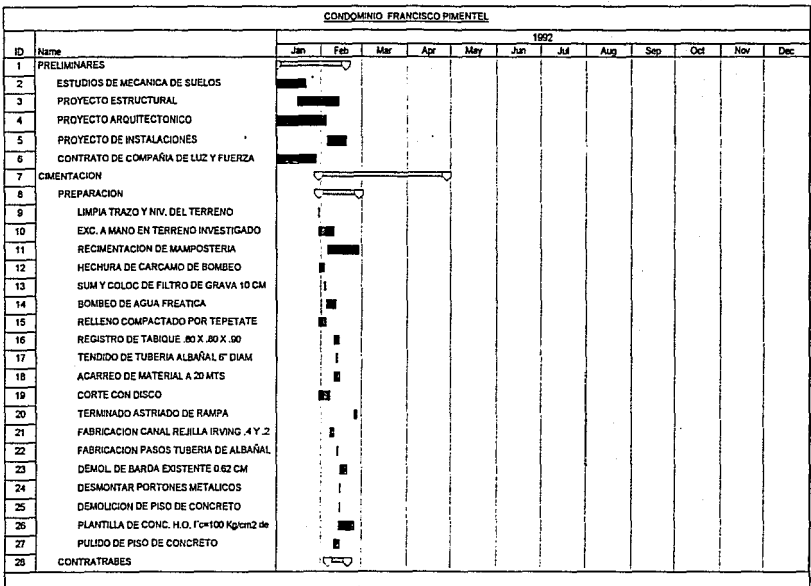 CONDOMINIO FRANCISCO PIMENTEL
1992
ID Name Jan Feb Mar Apr May Jun Jul Aug Sep Oct Nov Dec
1 PRELIMINARES
2 ESTUDIOS DE MECANICA DE SUELOS
3 PROYECTO ESTRUCTURAL
4 PROYECTO ARQUITECTONICO
5 PROYECTO DE INSTALACIONES
6 CONTRATO DE COMPAÑIA DE LUZ Y FUERZA
7 CIMENTACION
8 PREPARACION
9 LIMPIA TRAZO Y NIV. DEL TERRENO
10 EXC. A MANO EN TERRENO INVESTIGADO
11 RECIMENTACION DE MAMPOSTERIA
12 HECHURA DE CARCAMO DE BOMBEO
13 SUM Y COLOC DE FILTRO DE GRAVA 10 CM
14 BOMBEO DE AGUA FREATICA
15 RELLENO COMPACTADO POR TEPETATE
16 REGISTRO DE TABIQUE .80 X .80 X .90
17 TENDIDO DE TUBERIA ALBAÑAL 6" DIAM
18 ACARREO DE MATERIAL A 20 MTS
19 CORTE CON DISCO
20 TERMINADO ASTRIADO DE RAMPA
21 FABRICACION CANAL REJILLA IRVING .4 Y .2
22 FABRICACION PASOS TUBERIA DE ALBAÑAL
23 DEMOL. DE BARDA EXISTENTE 0.62 CM
24 DESMONTAR PORTONES METALICOS
25 DEMOLICION DE PISO DE CONCRETO
26 PLANTILLA DE CONC. H.O. f'c=100 Kg/cm2 de
27 PULIDO DE PISO DE CONCRETO
28 CONTRATRABES